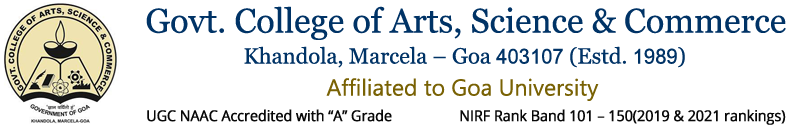 GOVT. COLLEGE OF ARTS, SCIENCE & COMMERCE
GOVERNMENT OF GOA
KHANDOLA, MARCELA-GOA
Govt. College of Arts, Science & Commerce
Khandola, Marcela – Goa 403107 (Estd. 1989)
Affiliated to Goa University
UGC NAAC Accredited with “A” Grade
NIRF Rank Band 101 – 150(2019 & 2021 rankings)